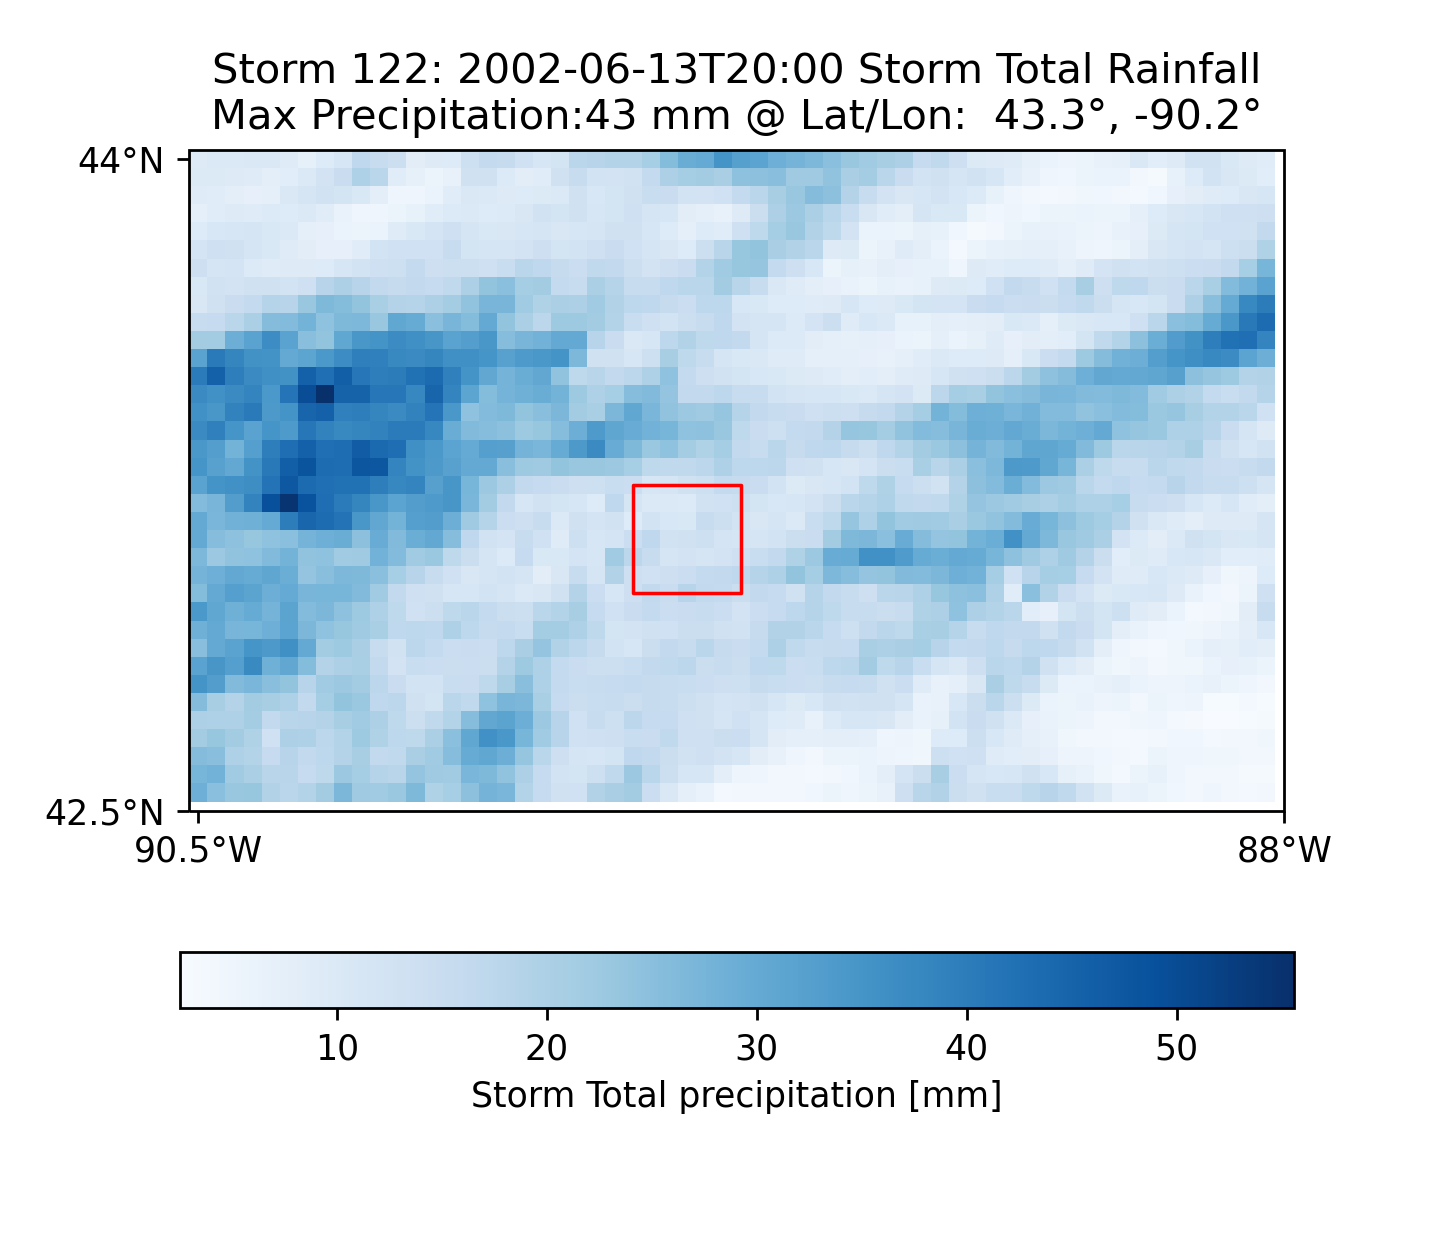 Storm 122: 2002-06-13T20:00 Storm Total Rainfall
Max Precipitation:43 mm @ Lat/Lon:  43.3°, -90.2°
44°N
42.5°N
90.5°W
88°W
10
20
30
40
50
Storm Total precipitation [mm]